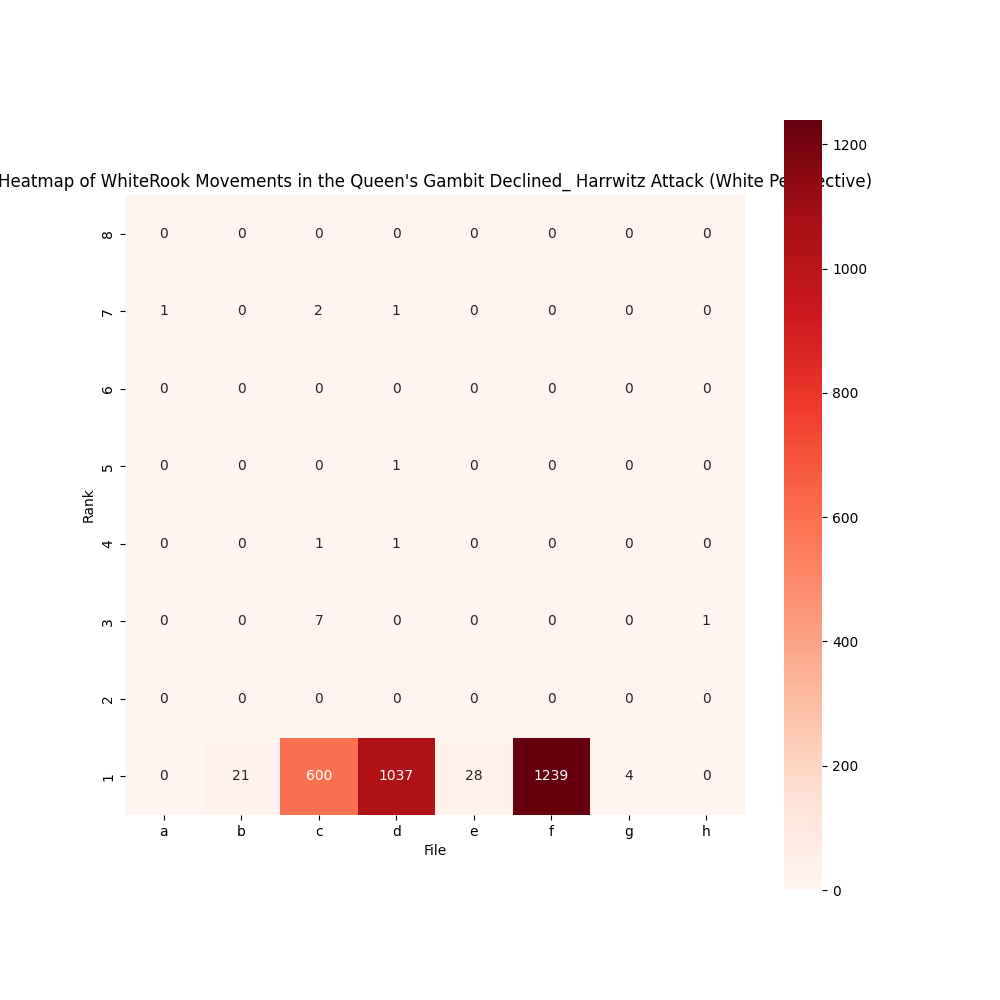 Heatmap of WhiteRook Movements in the Queen's Gambit Declined_ Harrwitz Attack (White Pe ective)
1200
1000
800
600
400
200
0
Rank
8 0 0 0 0 0 0 0 0
7 1 0 2 1 0 0 0 0
6 0 0 0 0 0 0 0 0
5 0 0 0 1 0 0 0 0
4 0 0 1 1 0 0 0 0
3 0 0 7 0 0 0 0 1
2 0 0 0 0 0 0 0 0
1 0 21 600 1037 28 1239 4 0
a b c d e f g h
File